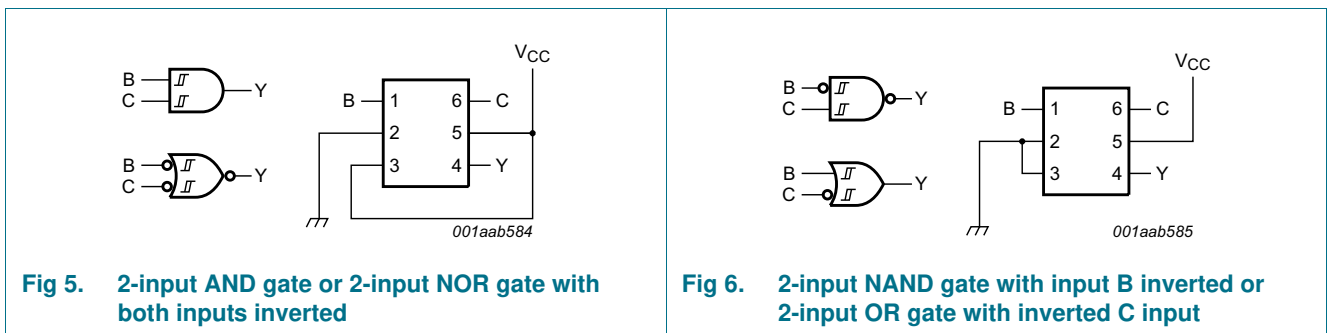 B
C
Y
B
C
Y
VCC
B
1
6
C
2
5
3
4
Y
001aab584
Fig 5. 2-input AND gate or 2-input NOR gate with
both inputs inverted
B
C
Y
B
C
Y
VCC
B
1
6
C
2
5
3
4
Y
001aab585
Fig 6. 2-input NAND gate with input B inverted or
2-input OR gate with inverted C input